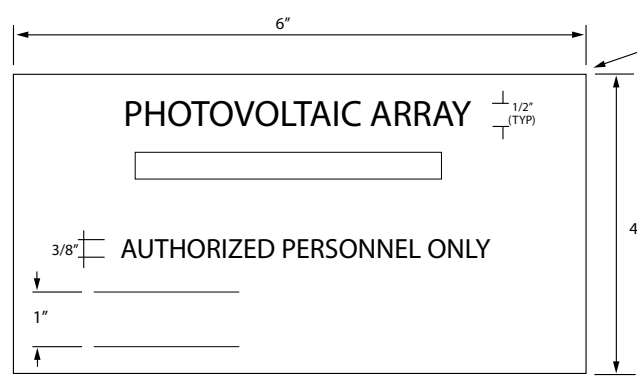 6”
PHOTOVOLTAIC ARRAY
1/2”
(TYP)
3/8”
AUTHORIZED PERSONNEL ONLY
4
1”